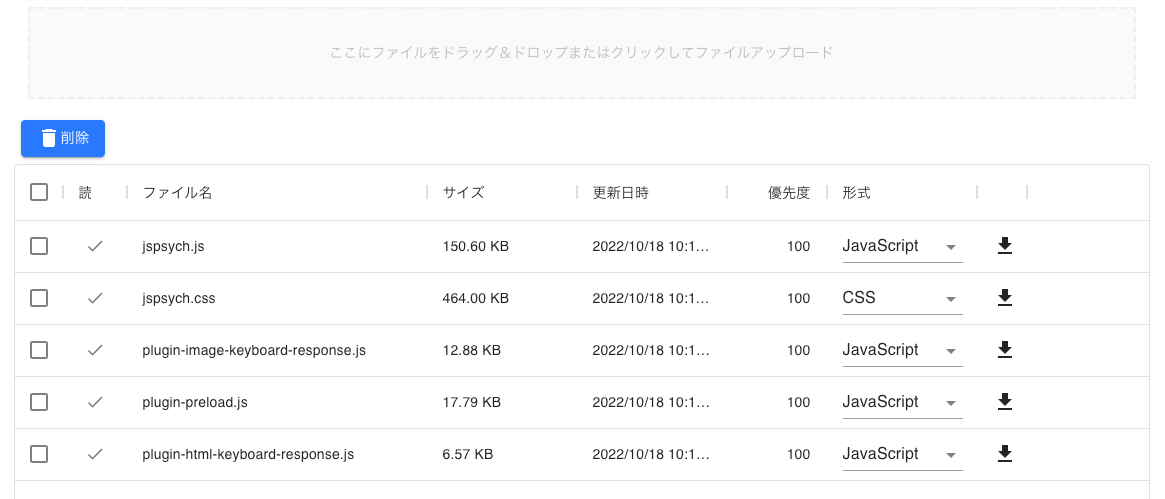 ここにファイルをドラッグ＆ドロップまたはクリックしてファイルアップロード
削除
読 ファイル名 サイズ 更新日時 優先度 形式
jspsych.js 150.60 KB 2022/10/18 10:1... 100 JavaScript
jspsych.css 464.00 KB 2022/10/18 10:1... 100 CSS
plugin-image-keyboard-response.js 12.88 KB 2022/10/18 10:1... 100 JavaScript
plugin-preload.js 17.79 KB 2022/10/18 10:1... 100 JavaScript
plugin-html-keyboard-response.js 6.57 KB 2022/10/18 10:1... 100 JavaScript